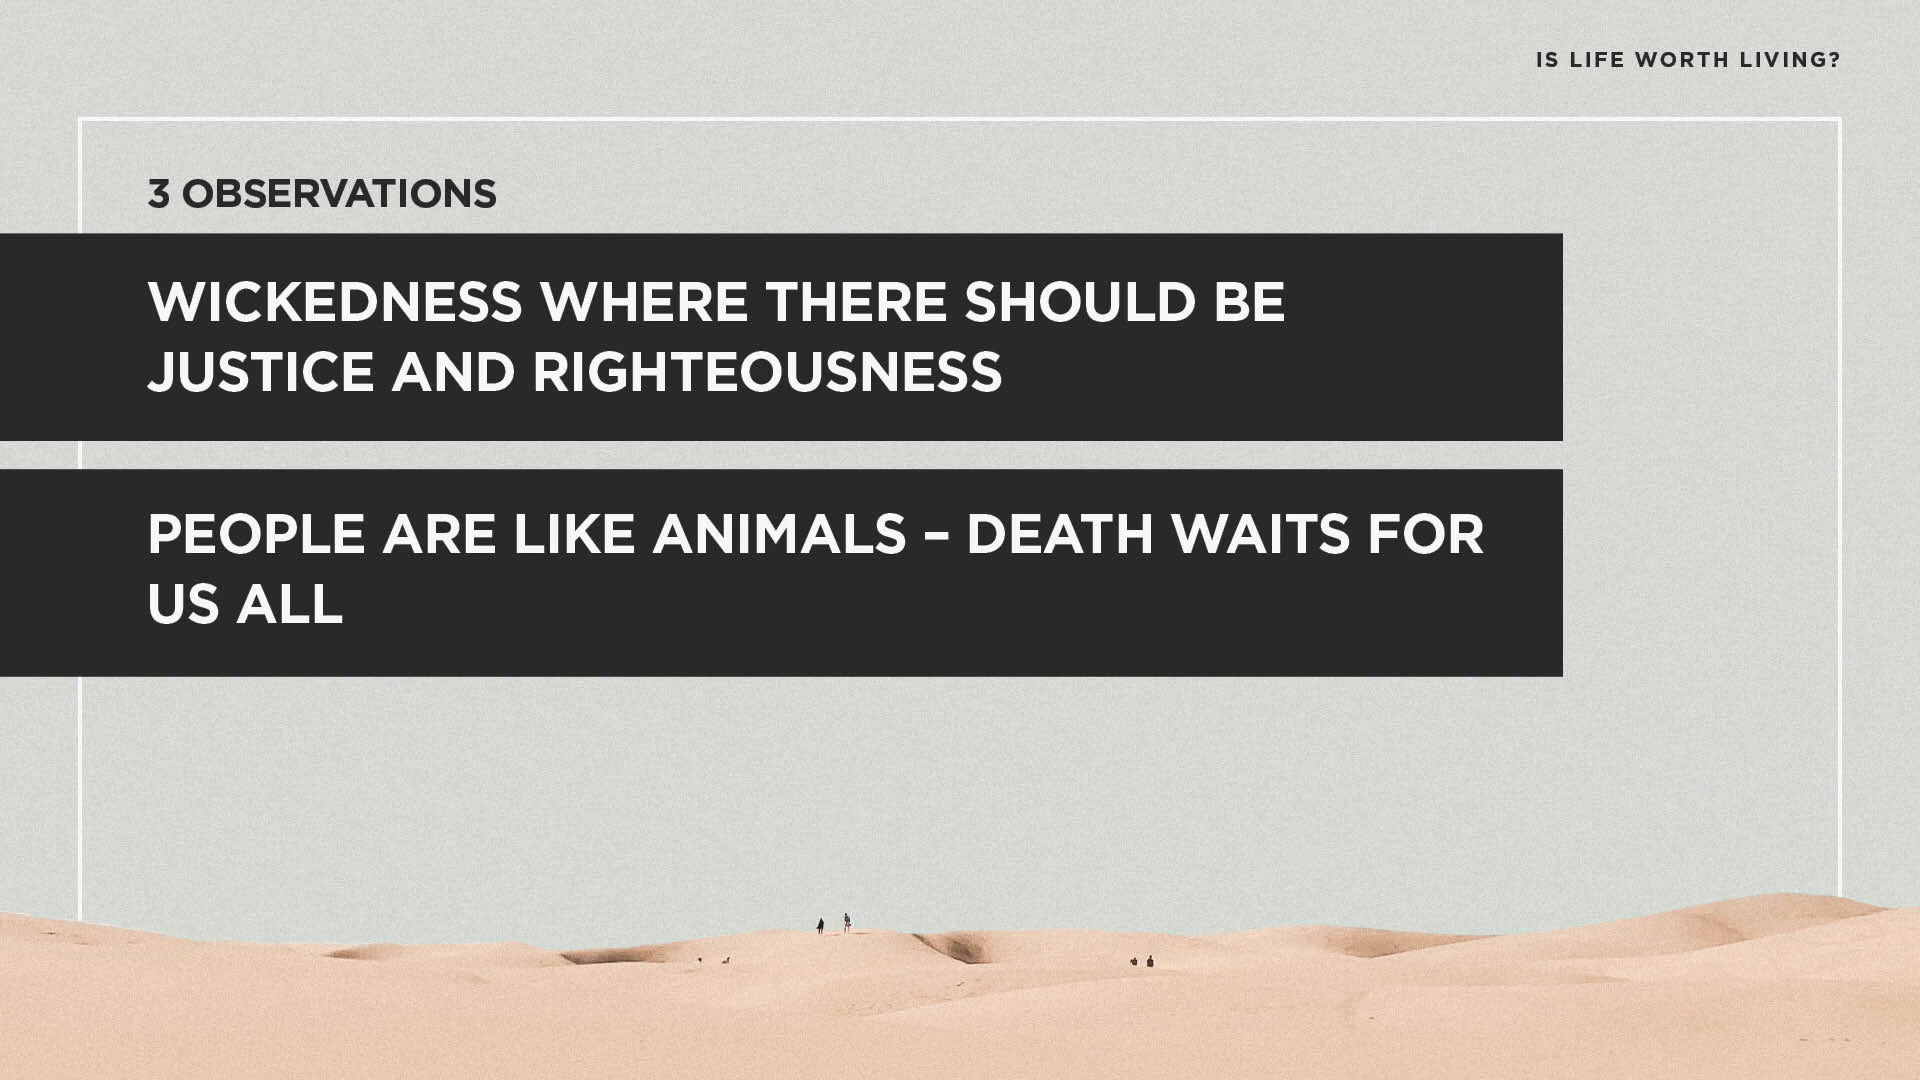 IS LIFE WORTH LIVING?
3 OBSERVATIONS
WICKEDNESS WHERE THERE SHOULD BE
JUSTICE AND RIGHTEOUSNESS
PEOPLE ARE LIKE ANIMALS – DEATH WAITS FOR
US ALL